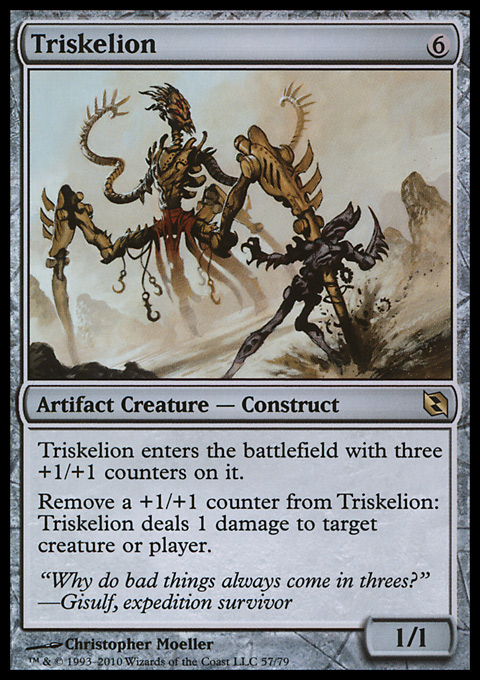 Triskelion 6
Artifact Creature — Construct
Triskelion enters the battlefield with three
+1/+1 counters on it.
Remove a +1/+1 counter from Triskelion:
Triskelion deals 1 damage to target
creature or player.
“Why do bad things always come in threes?”
—Gisulf, expedition survivor
1/1
Christopher Moeller
™ & © 1993–2010 Wizards of the Coast LLC 57/79